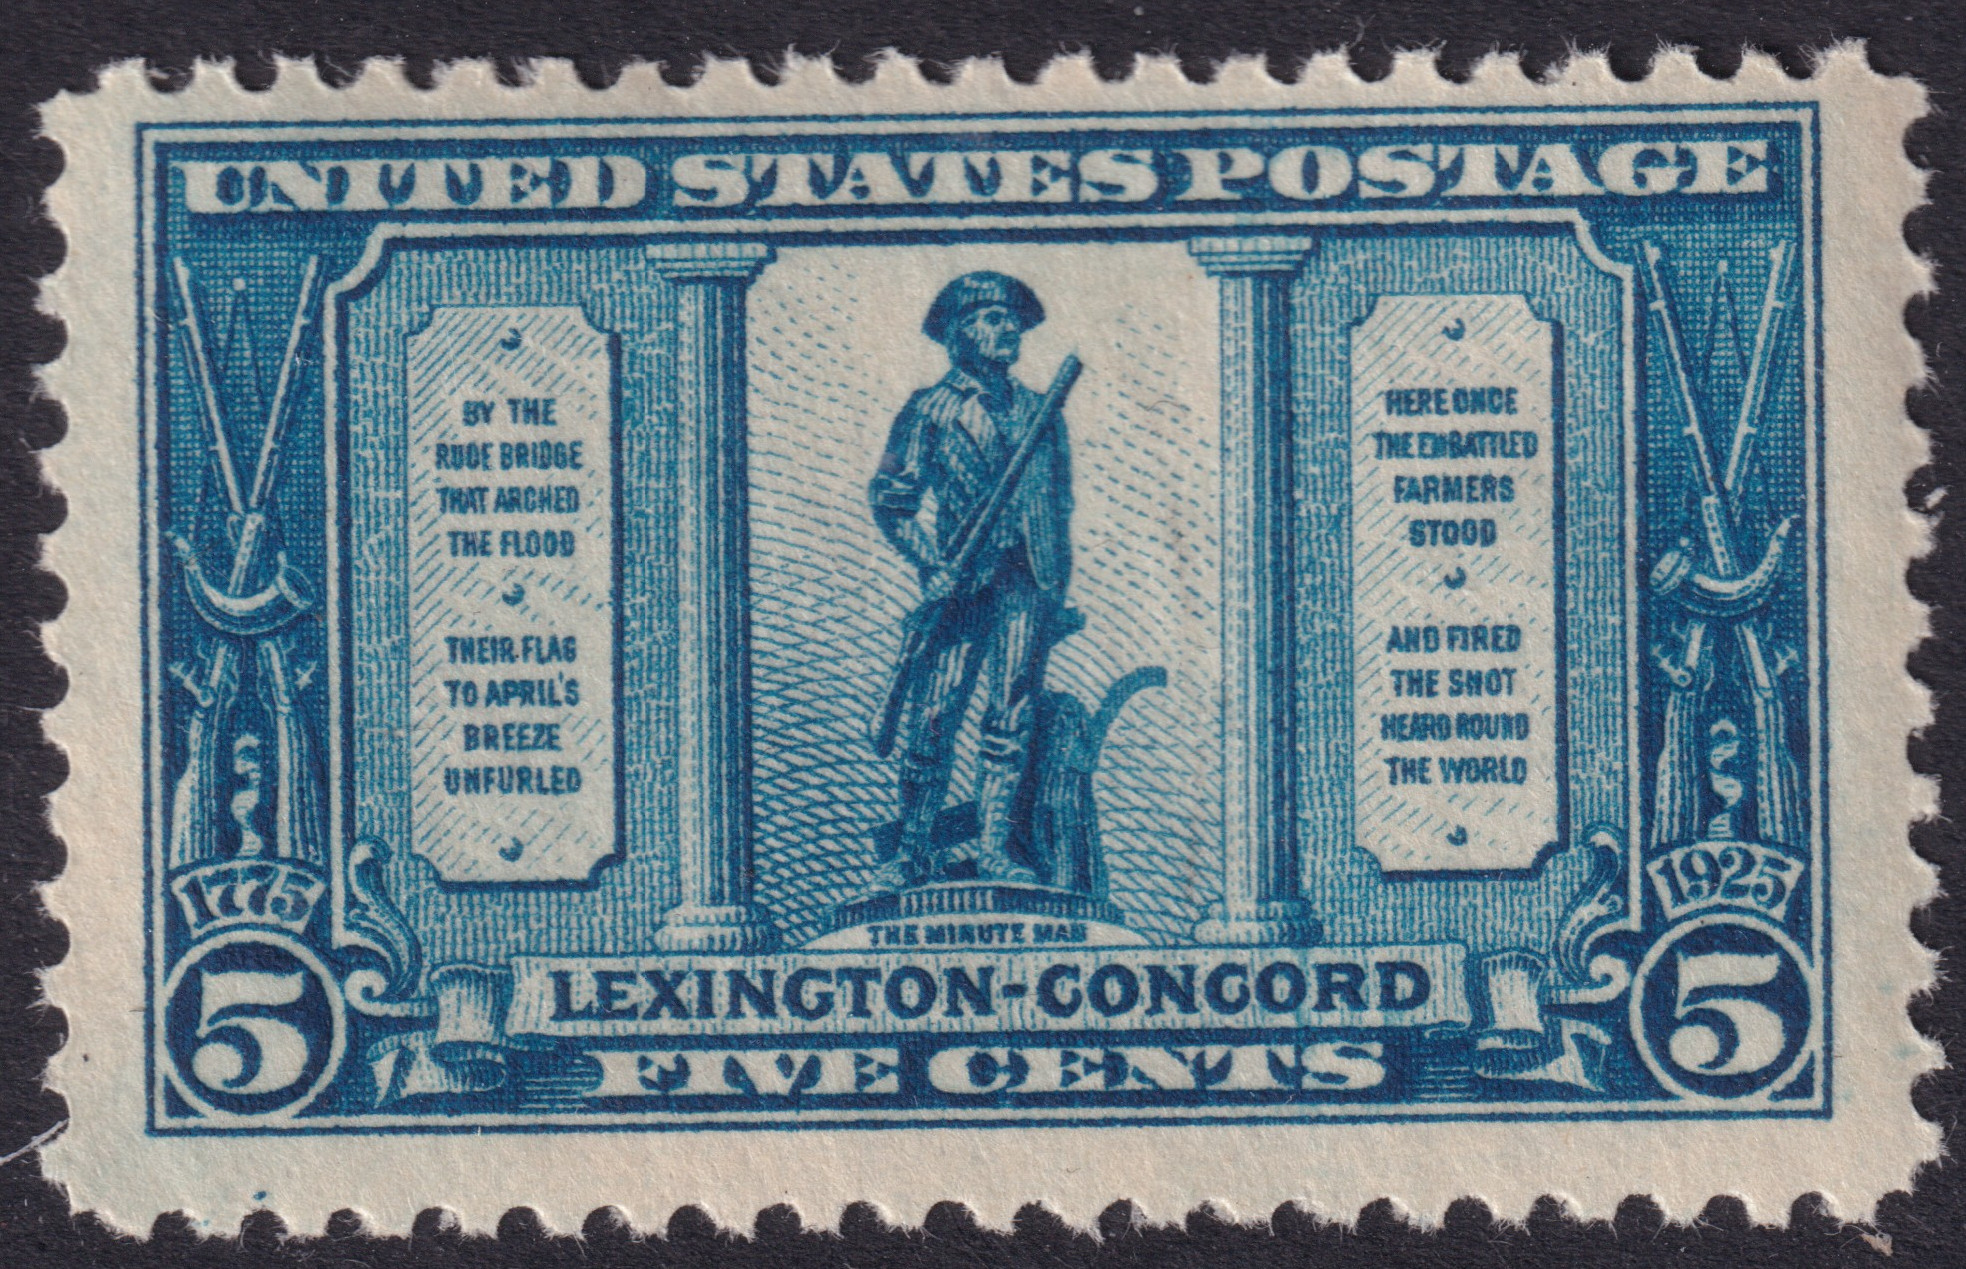 UNITED STATES POSTAGE
BY THE
RUDE BRIDGE
THAT ARCHED
THE FLOOD
THEIR FLAG
TO APRIL'S
BREEZE
UNFURLED
HERE ONCE
THE EMBATTLED
FARMERS
STOOD
AND FIRED
THE SHOT
HEARD ROUND
THE WORLD
1775
1925
THE MINUTE MAN
LEXINGTON-CONCORD
5 FIVE CENTS 5